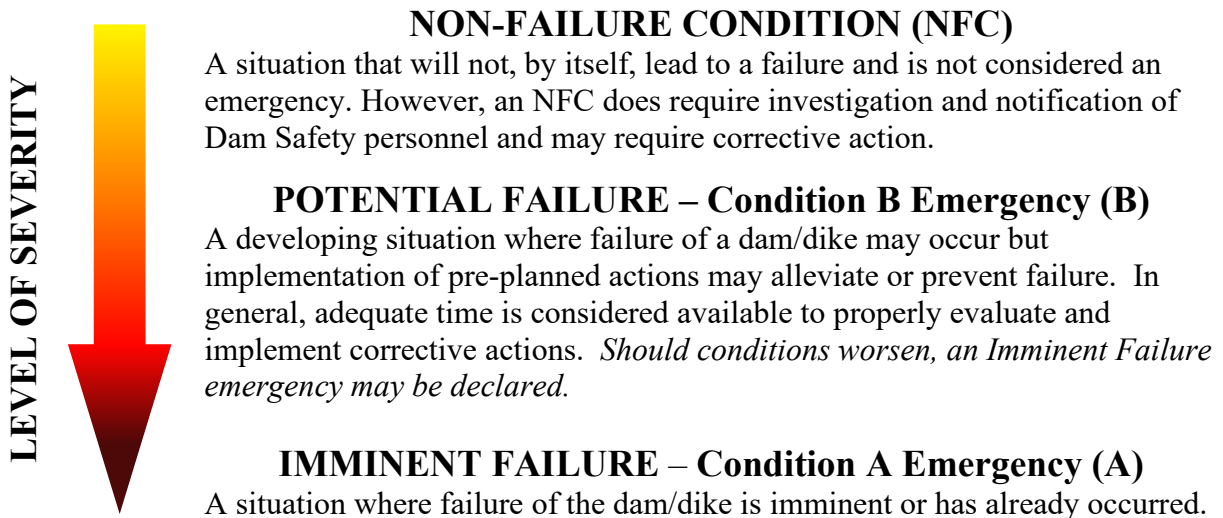 LEVEL OF SEVERITY
NON-FAILURE CONDITION (NFC)
A situation that will not, by itself, lead to a failure and is not considered an
emergency. However, an NFC does require investigation and notification of
Dam Safety personnel and may require corrective action.
POTENTIAL FAILURE – Condition B Emergency (B)
A developing situation where failure of a dam/dike may occur but
implementation of pre-planned actions may alleviate or prevent failure.  In
general, adequate time is considered available to properly evaluate and
implement corrective actions.  Should conditions worsen, an Imminent Failure
emergency may be declared.
IMMINENT FAILURE – Condition A Emergency (A)
A situation where failure of the dam/dike is imminent or has already occurred.